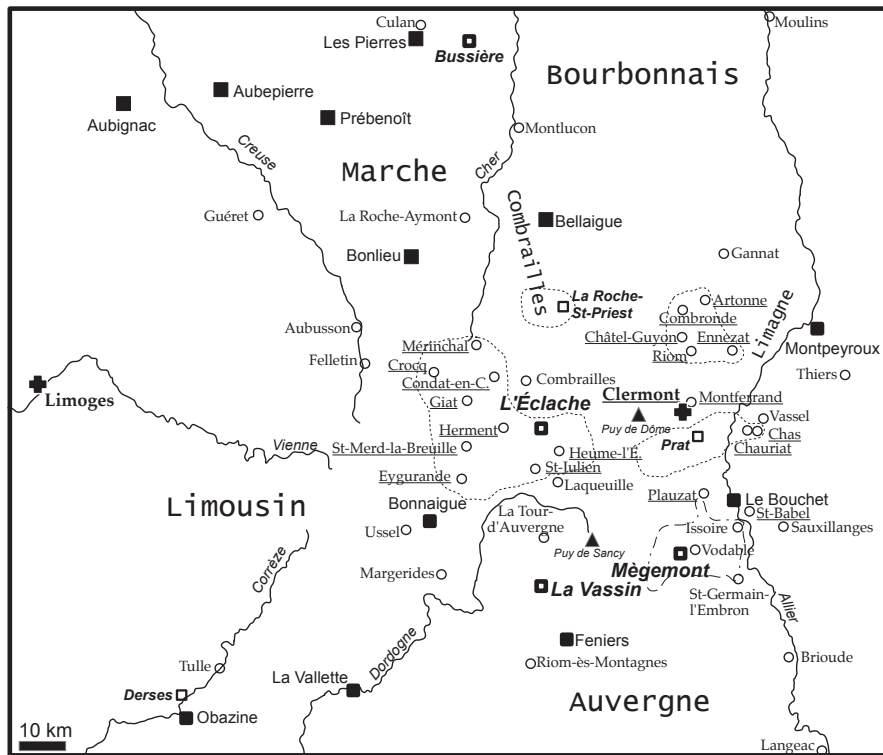 Culan
Moulins
Les Pierres
Bussière
Bourbonnais
Aubepierre
Aubignac
Prébenoît
Montlucon
Creuse
Cher
Marche
Combrailles
Guéret
La Roche-Aymont
Bellaigue
Bonlieu
Gannat
La Roche-
St-Priest
Artonne
Combronde
Limagne
Aubusson
Châtel-Guyon
Ennezat
Montpeyroux
Mérinchal
Riom
Felletin
Crocq
Condat-en-C.
Combrailles
Thiers
Limoges
Giat
L'Éclache
Clermont
Montferrand
Puy de Dôme
Vassel
Herment
Prat
Chas
Chauriat
Vienne
St-Merd-la-Breuille
Heume-l'E.
St-Julien
Eygurande
Laqueuille
Plauzat
Limousin
Bonnaigue
Le Bouchet
La Tour-
d'Auvergne
St-Babel
Ussel
Issoire
Sauxillanges
Puy de Sancy
Vodable
Corrèze
Margerides
Mègemont
La Vassin
St-Germain-
l'Embron
Allier
Dordogne
Feniers
Tulle
La Vallette
Riom-ès-Montagnes
Brioude
Derses
Auvergne
Obazine
10 km
Langeac